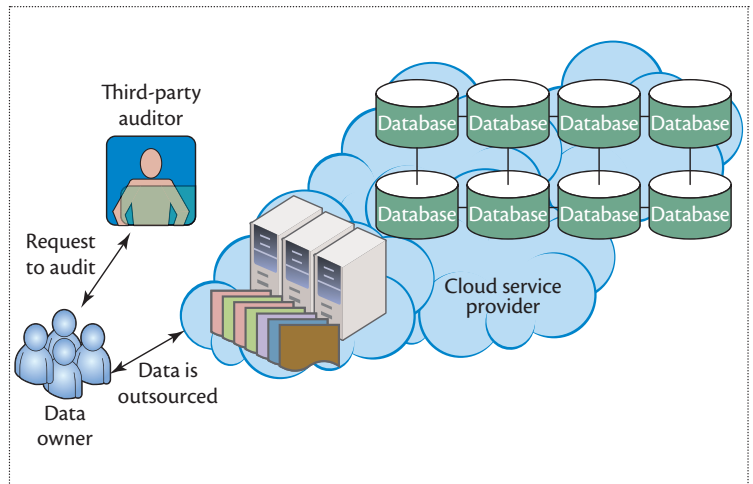 Third-party
auditor
Database Database Database Database
Database Database Database Database
Request
to audit
Cloud service
provider
Data is
outsourced
Data
owner